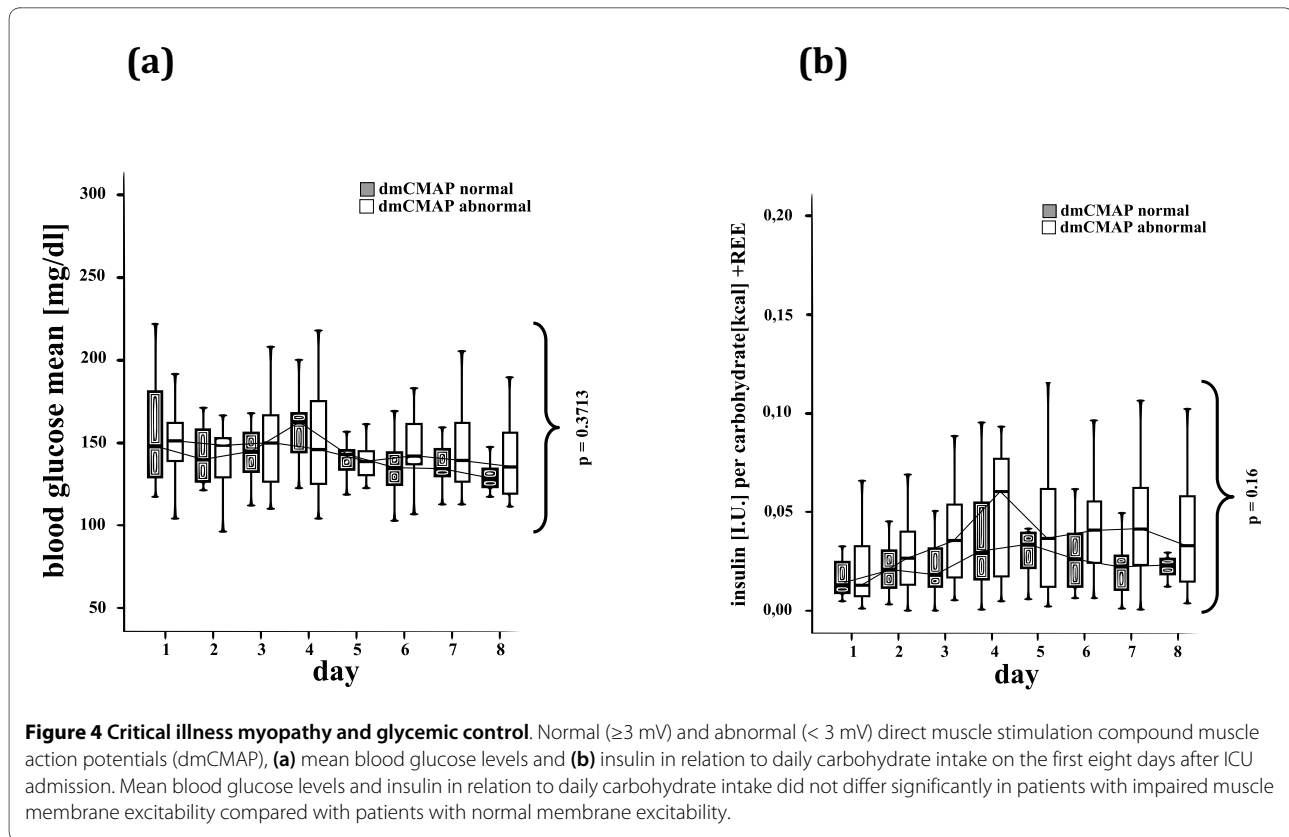 (a)
blood glucose mean [mg/dl]
300
250
200
150
100
50
dmCMAP normal
dmCMAP abnormal
p = 0.3713
1 2 3 4 5 6 7 8
day
(b)
insulin [I.U.] per carbohydrate[kcal] +REE
0,20
0,15
0,10
0,05
0,00
dmCMAP normal
dmCMAP abnormal
p = 0.16
1 2 3 4 5 6 7 8
day
Figure 4 Critical illness myopathy and glycemic control. Normal (≥3 mV) and abnormal (< 3 mV) direct muscle stimulation compound muscle
action potentials (dmCMAP), (a) mean blood glucose levels and (b) insulin in relation to daily carbohydrate intake on the first eight days after ICU
admission. Mean blood glucose levels and insulin in relation to daily carbohydrate intake did not differ significantly in patients with impaired muscle
membrane excitability compared with patients with normal membrane excitability.